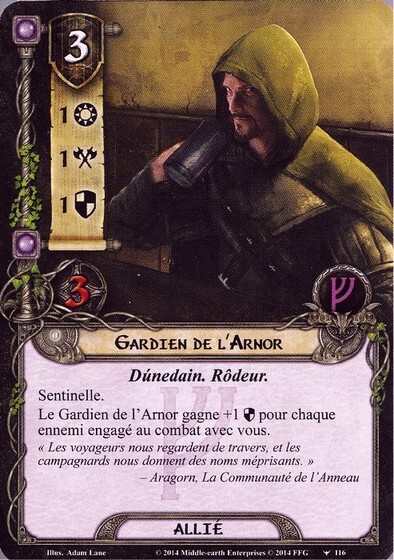 3
1
1
1
3
GARDIEN DE L'ARNOR
Dúnedain. Rôdeur.
Sentinelle.
Le Gardien de l'Arnor gagne +1 pour chaque
ennemi engagé au combat avec vous.
« Les voyageurs nous regardent de travers, et les
campagnards nous donnent des noms méprisants. »
– Aragorn, La Communauté de l'Anneau
ALLIÉ
Illus. Adam Lane © 2014 Middle-earth Enterprises © 2014 FFG 116